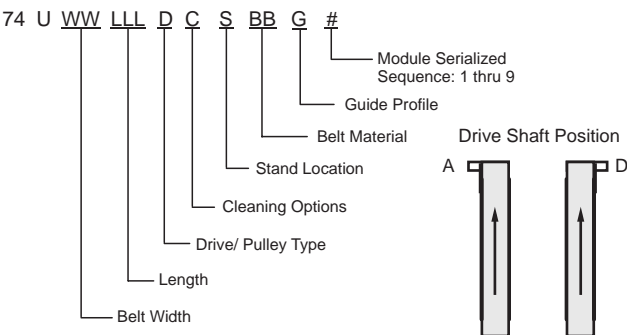 74 U WW LLL D C S BB G #
Module Serialized
Sequence: 1 thru 9
Guide Profile
Belt Material
Stand Location
Cleaning Options
Drive/ Pulley Type
Length
Belt Width
Drive Shaft Position
A D